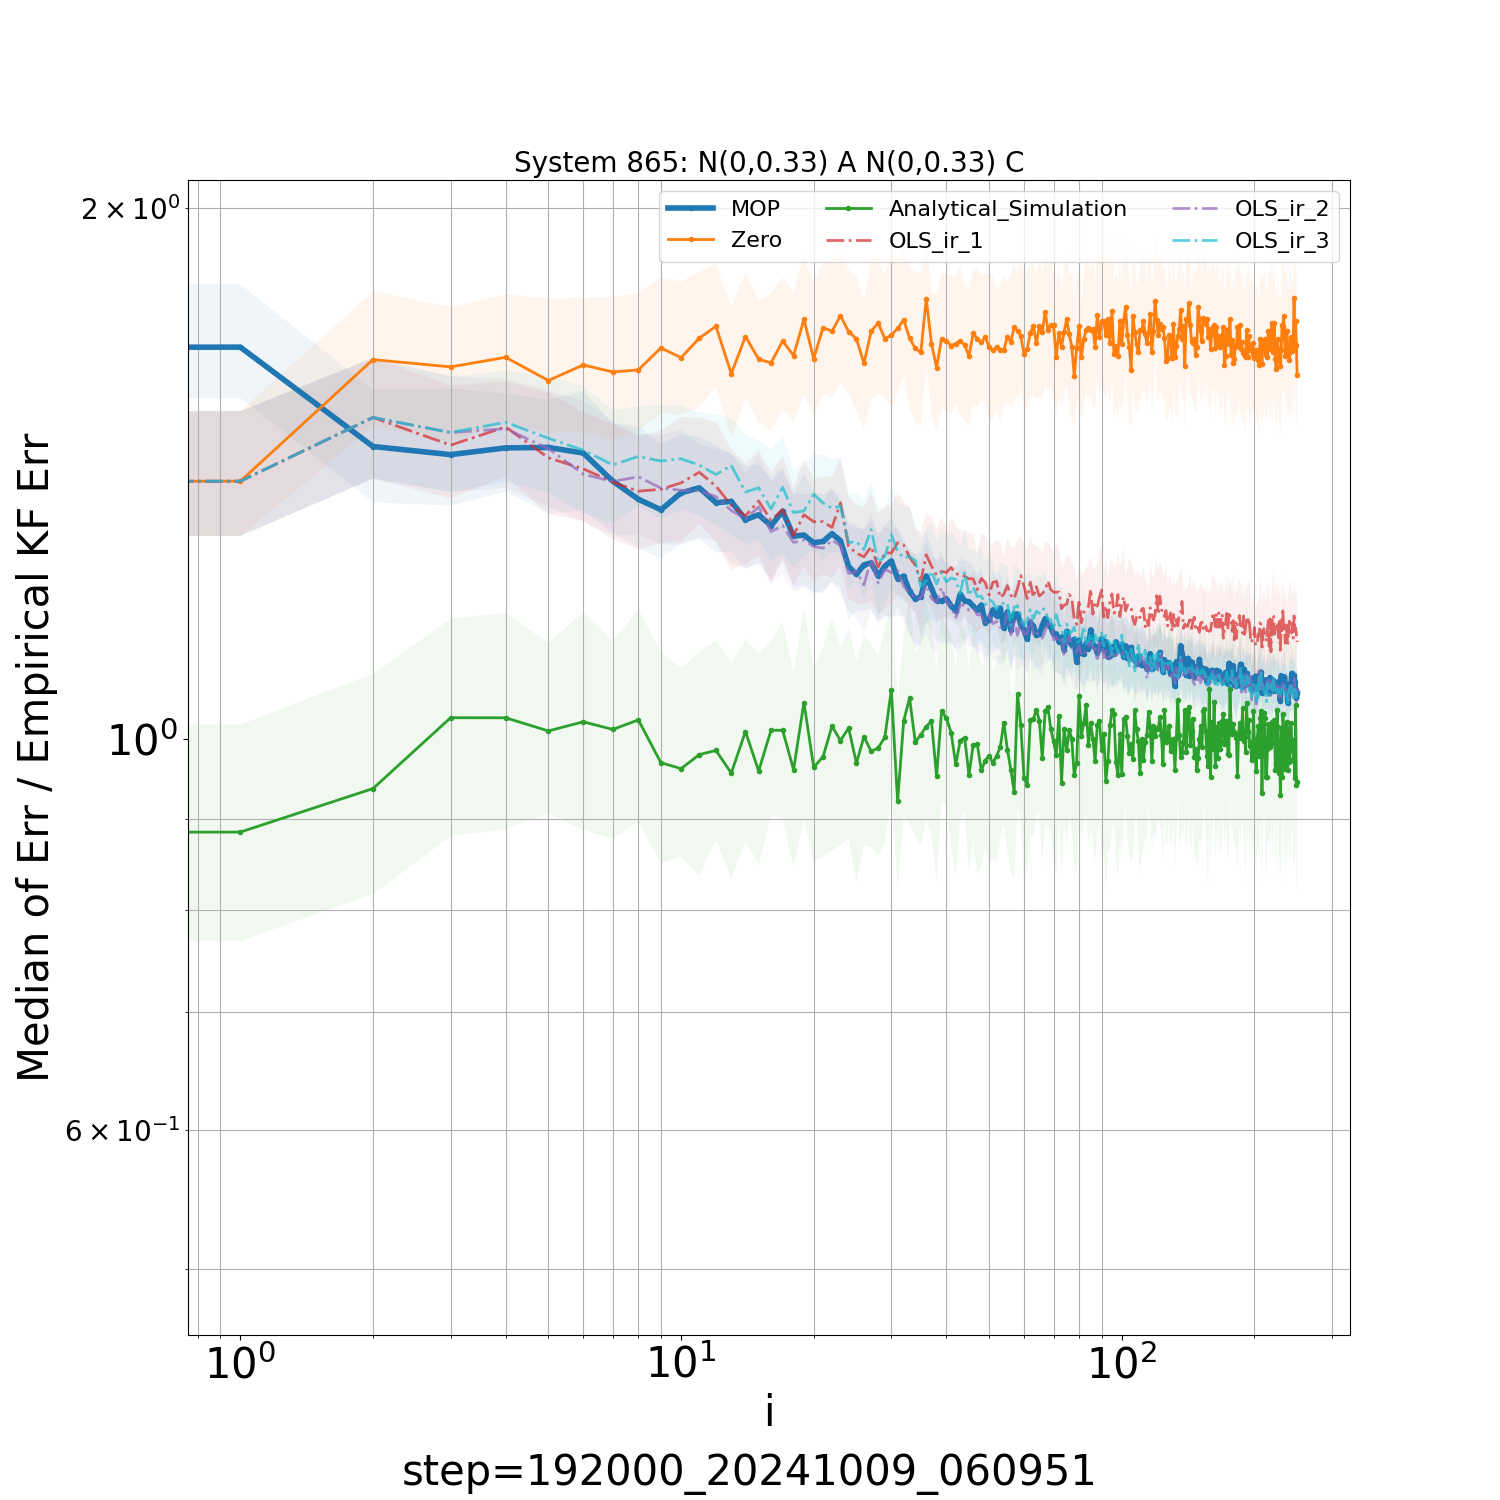 System 865: N(0,0.33) A N(0,0.33) C
MOP
Zero
Analytical_Simulation
OLS_ir_1
OLS_ir_2
OLS_ir_3
2 × 10⁰
10⁰
6 × 10⁻¹
Median of Err / Empirical KF Err
10⁰ 10¹ 10²
i
step=192000_20241009_060951